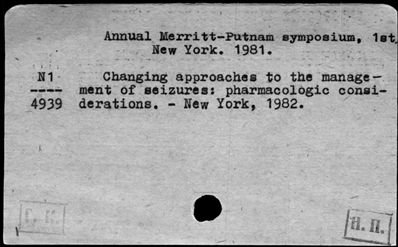 Annual Merritt-Putnam symposium, 1st,
New York. 1981.
N1
----
4939
Changing approaches to the manage-
ment of seizures: pharmacologic consi-
derations. - New York, 1982.
H. П.